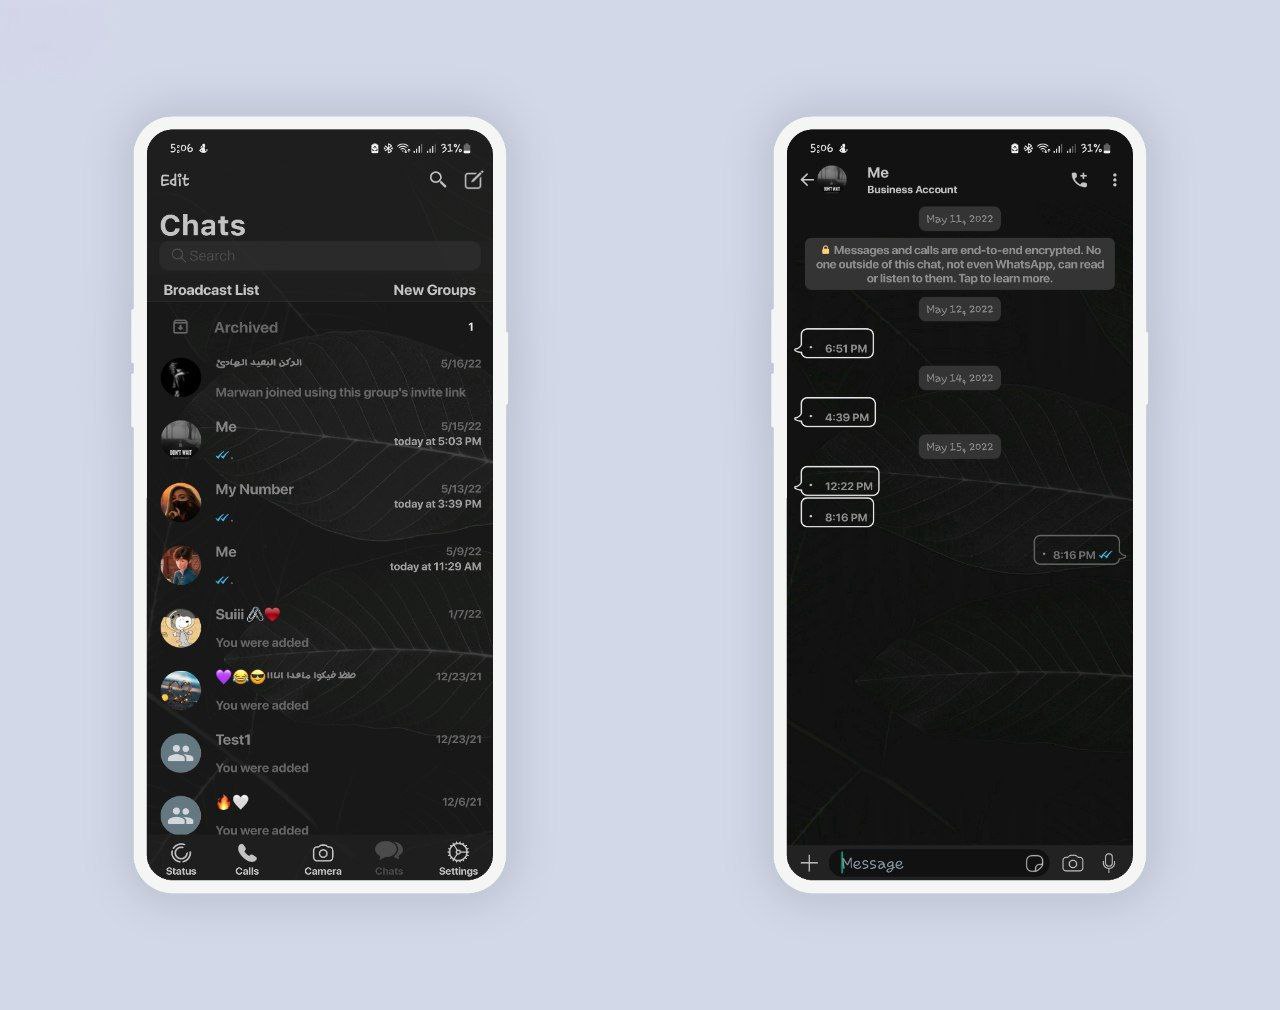 5:06
31%
Edit
Chats
Search
Broadcast List New Groups
Archived 1
الركن البعيد الهادئ 5/16/22
Marwan joined using this group's invite link
Me 5/15/22
today at 5:03 PM
.
DON'T WAIT
My Number 5/13/22
today at 3:39 PM
.
Me 5/9/22
today at 11:29 AM
.
Suiii 🖇❤️ 1/7/22
You were added
💜😂😎طظ فيكوا ماعدا اناااا 12/23/21
You were added
Test1 12/23/21
You were added
🔥🤍 12/6/21
You were added
Status Calls Camera Chats Settings
5:06
31%
Me
Business Account
May 11, 2022
🔒 Messages and calls are end-to-end encrypted. No
one outside of this chat, not even WhatsApp, can read
or listen to them. Tap to learn more.
May 12, 2022
. 6:51 PM
May 14, 2022
. 4:39 PM
May 15, 2022
. 12:22 PM
. 8:16 PM
. 8:16 PM
Message